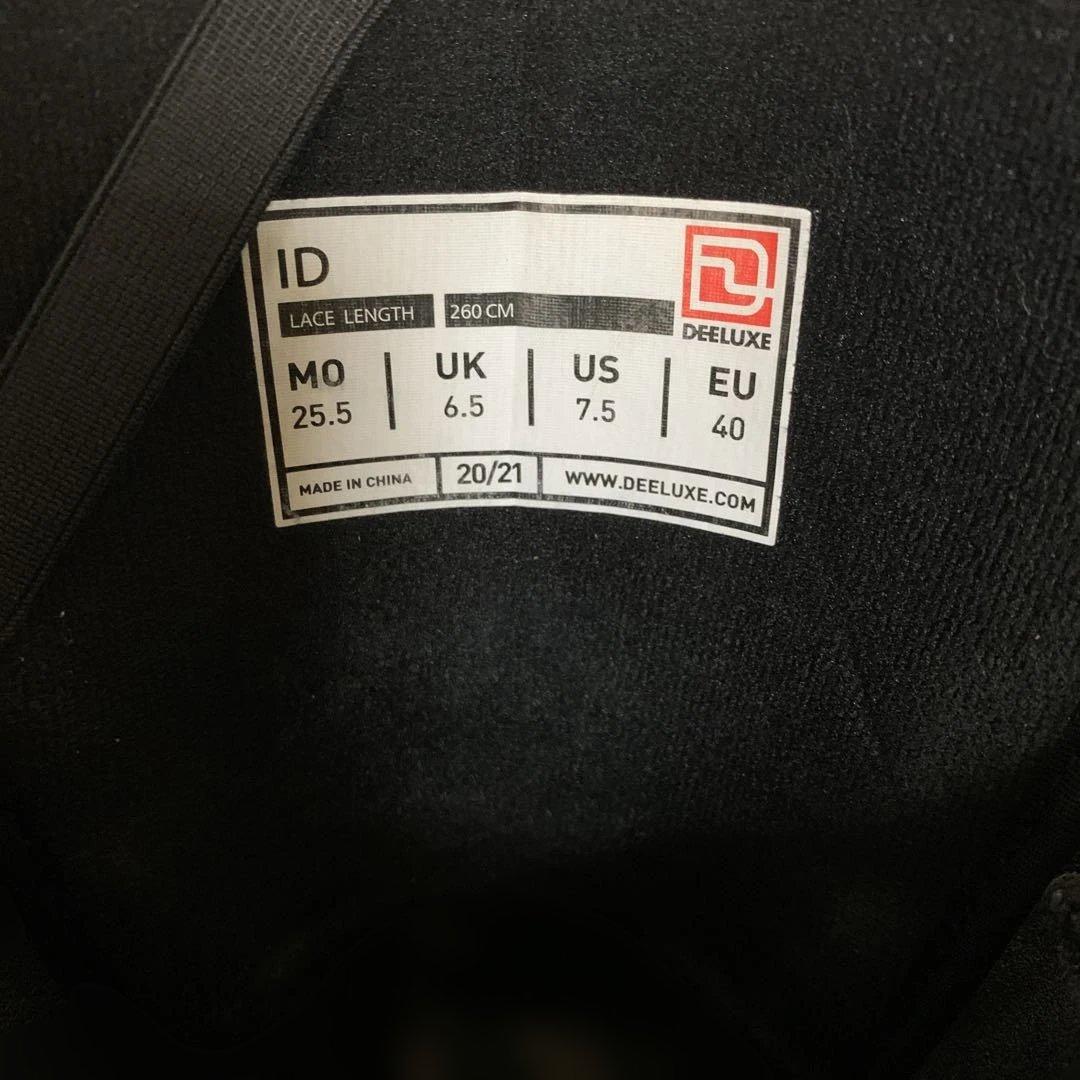 ID
LACE LENGTH 260 CM
DEELUXE
MO UK US EU
25.5 6.5 7.5 40
MADE IN CHINA 20/21 WWW.DEELUXE.COM